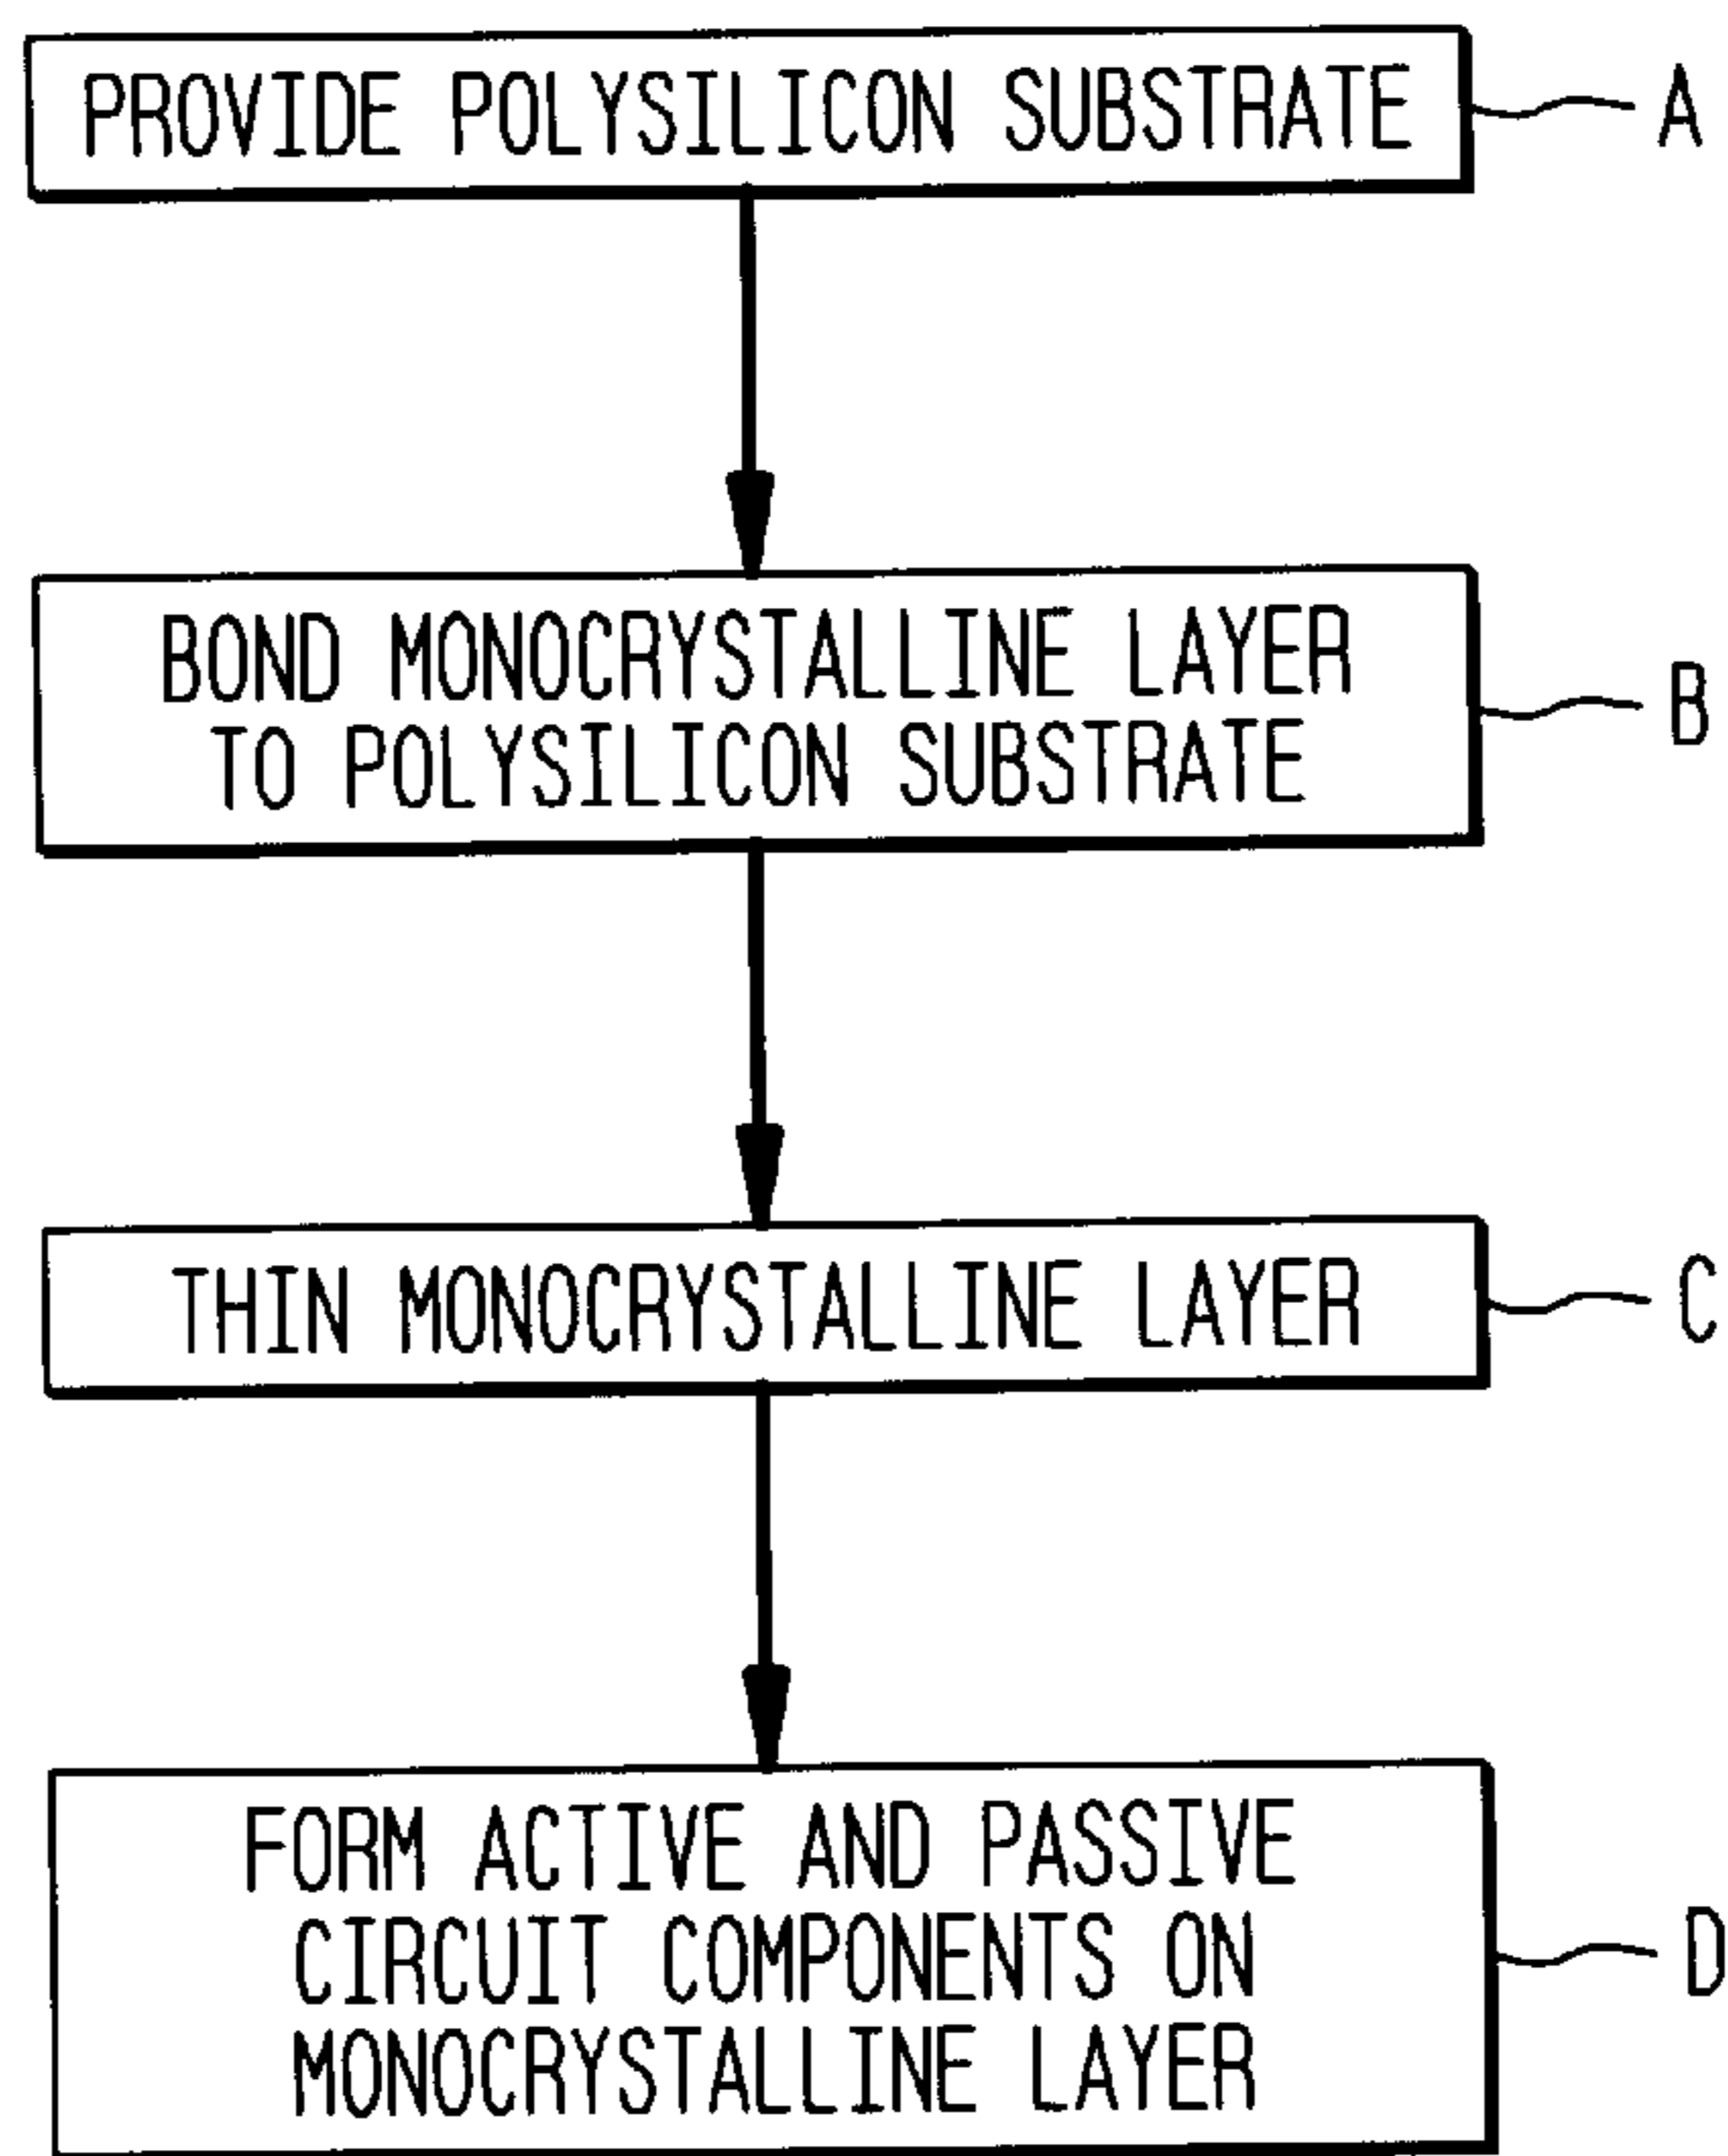 PROVIDE POLYSILICON SUBSTRATE
A
BOND MONOCRYSTALLINE LAYER
TO POLYSILICON SUBSTRATE
B
THIN MONOCRYSTALLINE LAYER
C
FORM ACTIVE AND PASSIVE
CIRCUIT COMPONENTS ON
MONOCRYSTALLINE LAYER
D